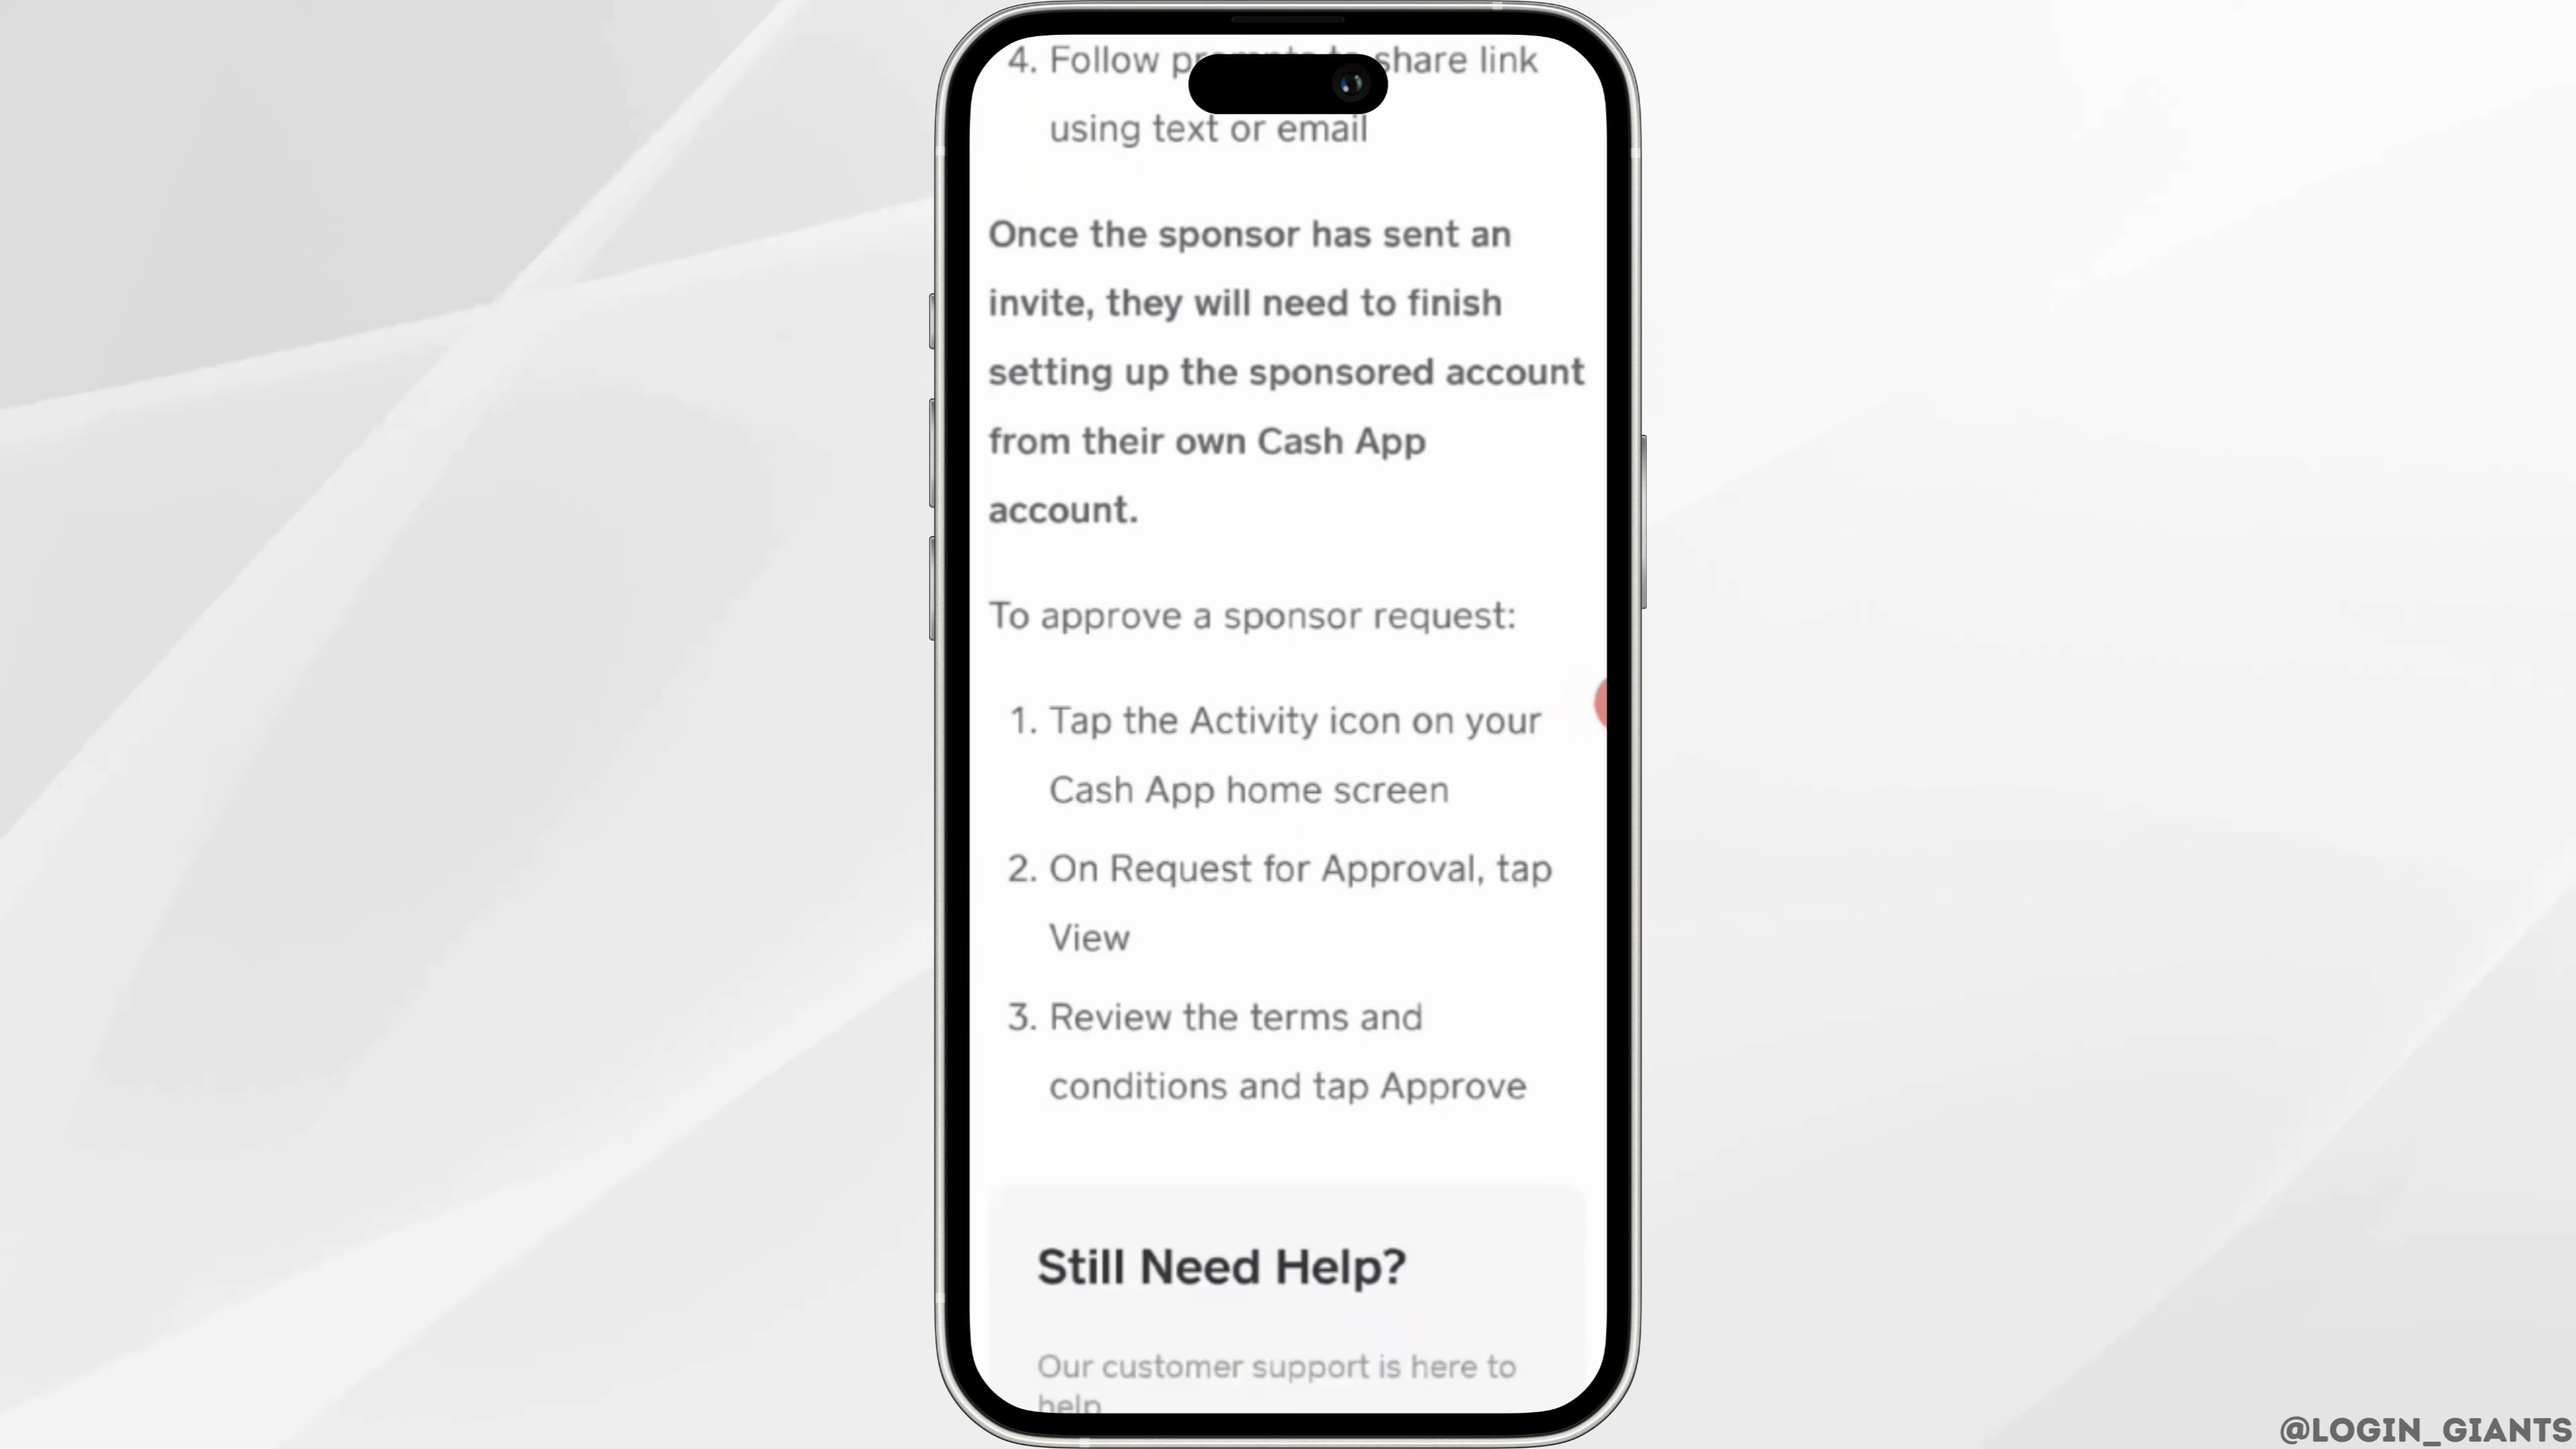 4. Follow prompts to share link
using text or email
Once the sponsor has sent an
invite, they will need to finish
setting up the sponsored account
from their own Cash App
account.
To approve a sponsor request:
1. Tap the Activity icon on your
Cash App home screen
2. On Request for Approval, tap
View
3. Review the terms and
conditions and tap Approve
Still Need Help?
Our customer support is here to
help
@LOGIN_GIANTS